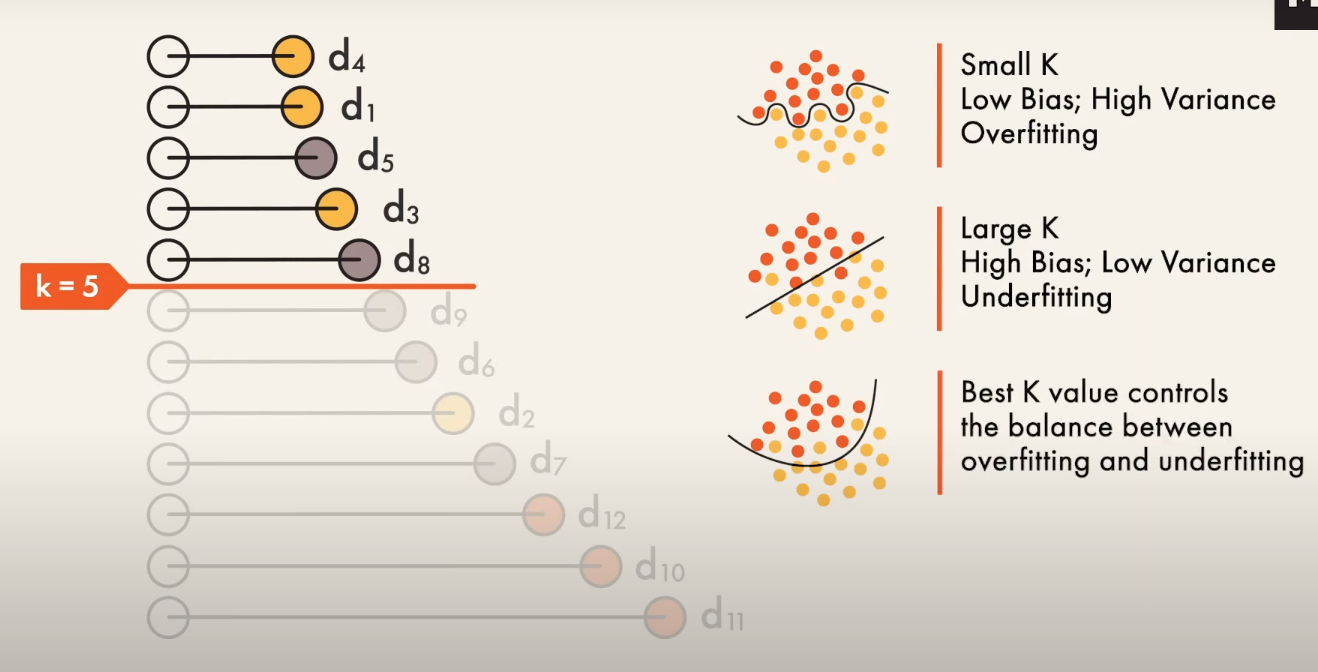 d4
d1
d5
d3
d8
k = 5
d9
d6
d2
d7
d12
d10
d11
Small K
Low Bias; High Variance
Overfitting
Large K
High Bias; Low Variance
Underfitting
Best K value controls
the balance between
overfitting and underfitting